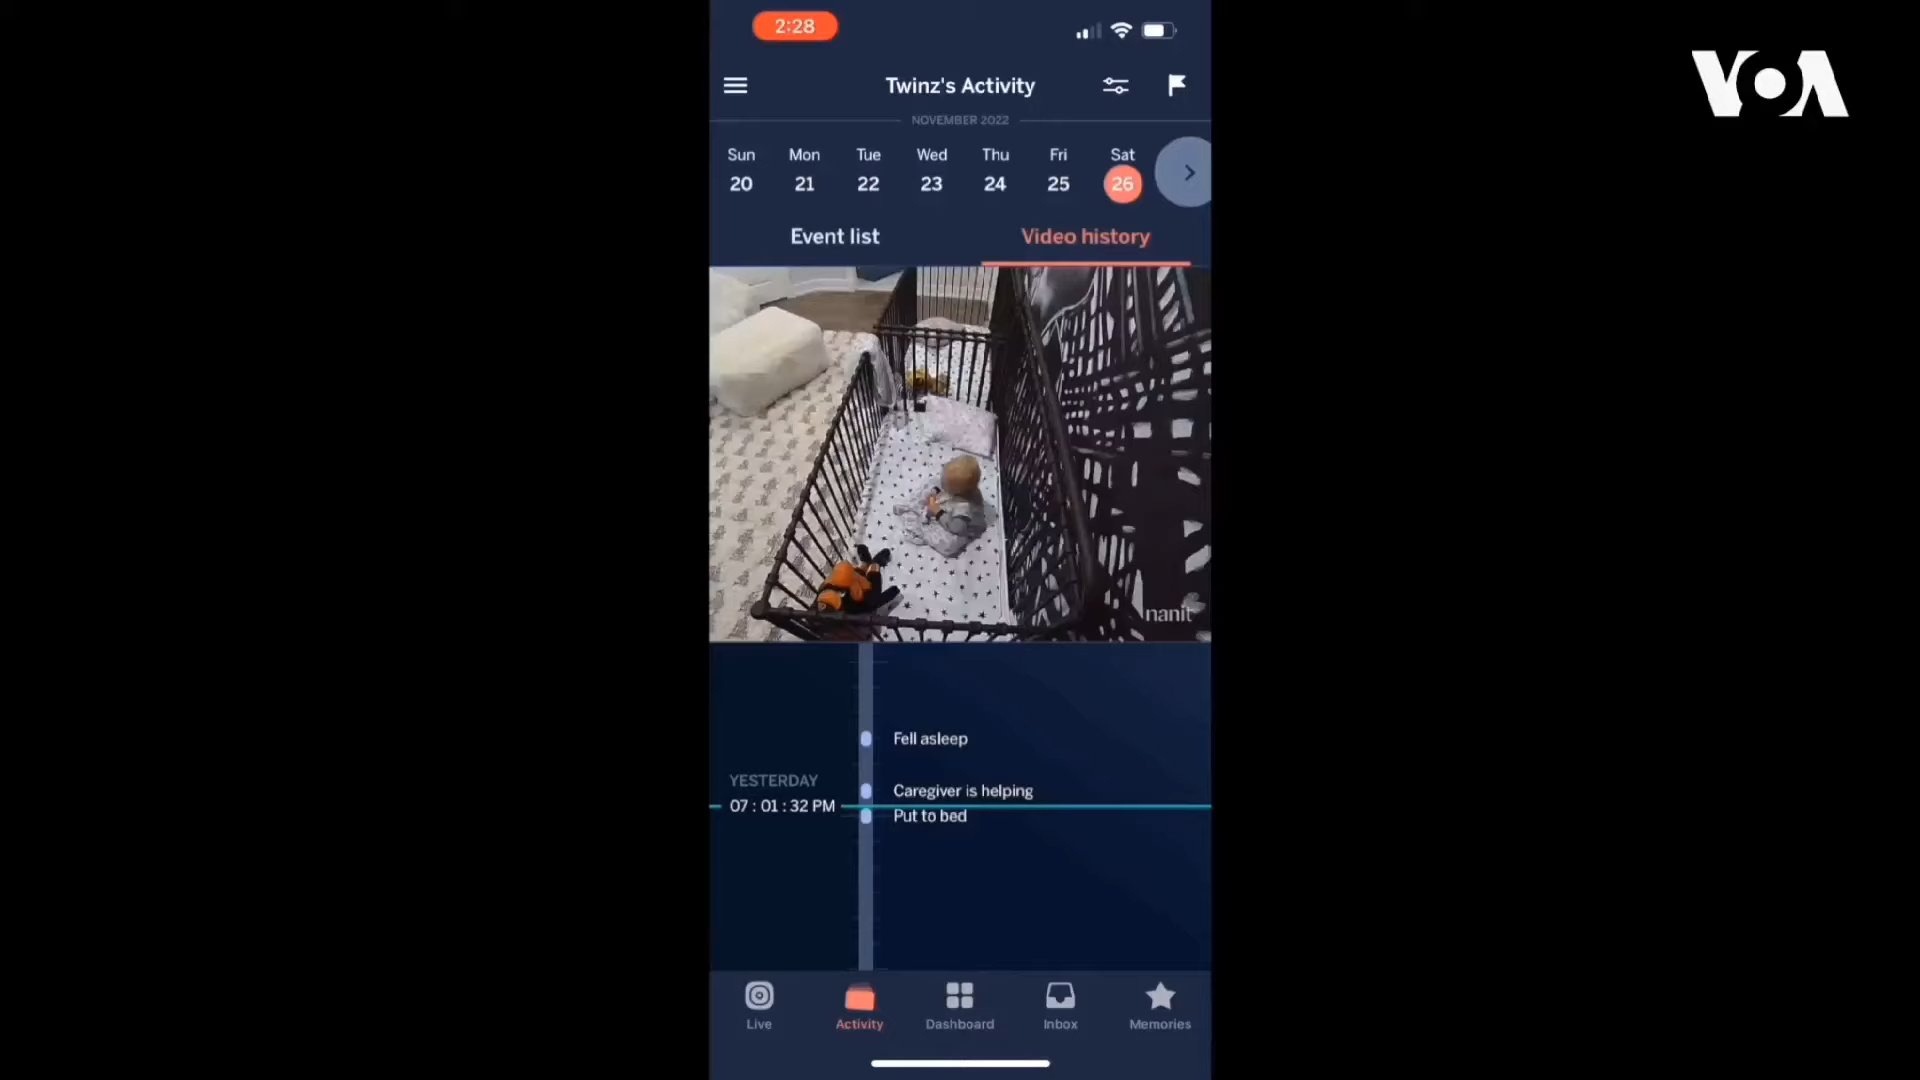 2:28
VOA
Twinz's Activity
NOVEMBER 2022
Sun Mon Tue Wed Thu Fri Sat
20 21 22 23 24 25 26
Event list Video history
nanit
Fell asleep
YESTERDAY
Caregiver is helping
07 : 01 : 32 PM
Put to bed
Live Activity Dashboard Inbox Memories